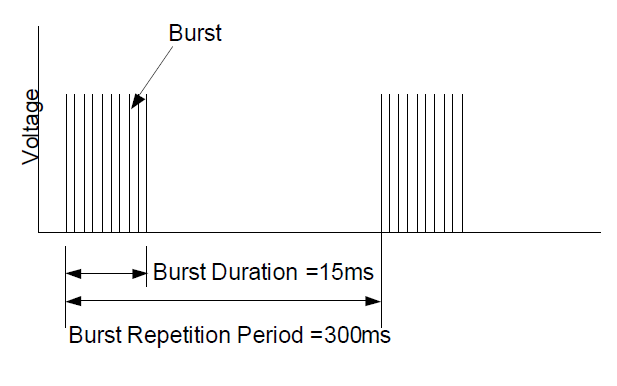 Burst
Voltage
Burst Duration =15ms
Burst Repetition Period =300ms